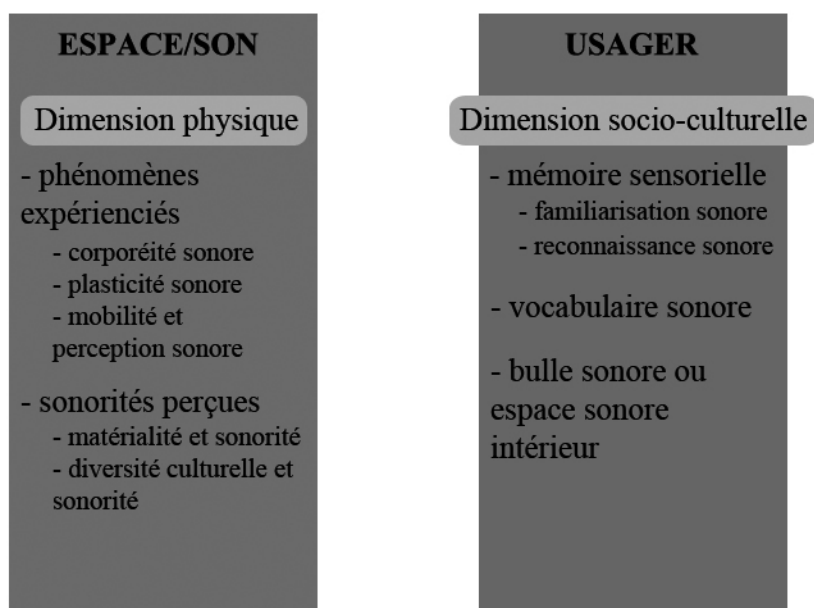 ESPACE/SON
Dimension physique
- phénomènes
expérienciés
- corporéité sonore
- plasticité sonore
- mobilité et
perception sonore
- sonorités perçues
- matérialité et sonorité
- diversité culturelle et
sonorité
USAGER
Dimension socio-culturelle
- mémoire sensorielle
- familiarisation sonore
- reconnaissance sonore
- vocabulaire sonore
- bulle sonore ou
espace sonore
intérieur